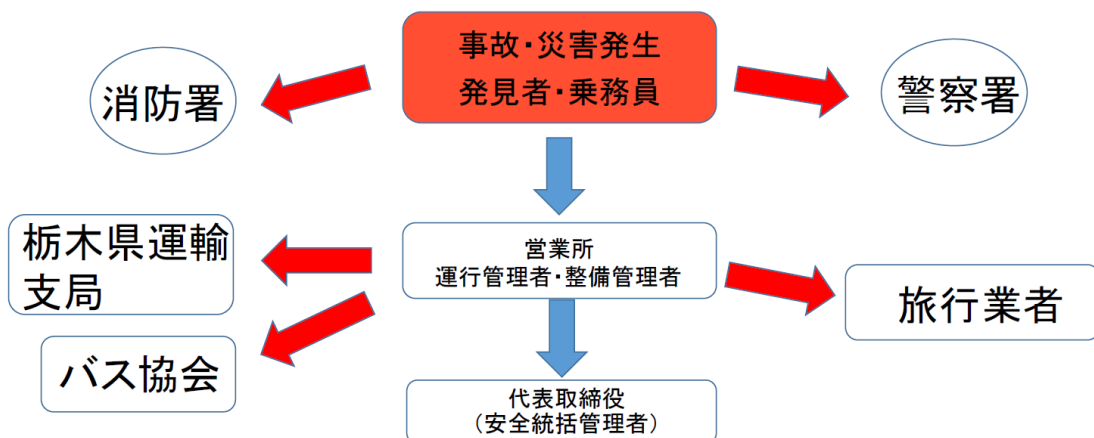 事故・災害発生
発見者・乗務員
消防署
警察署
営業所
運行管理者・整備管理者
栃木県運輸
支局
バス協会
旅行業者
代表取締役
（安全統括管理者）